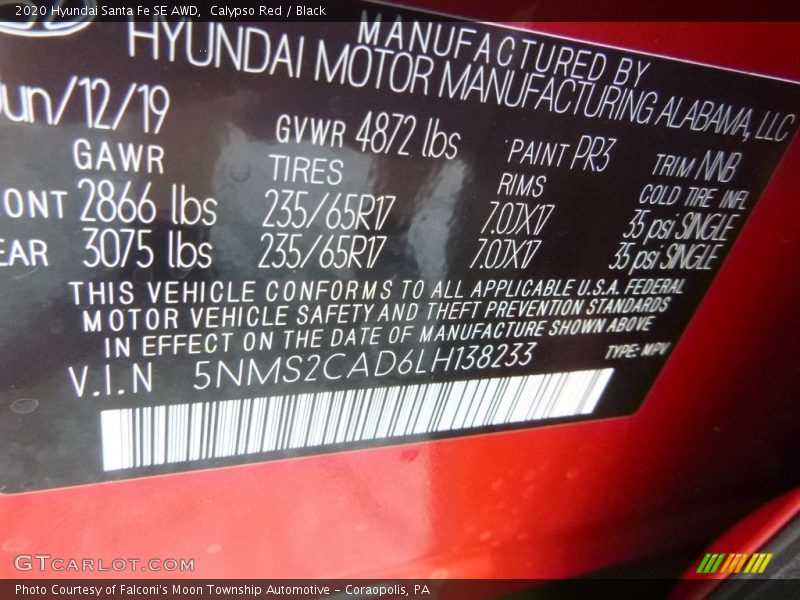 2020 Hyundai Santa Fe SE AWD,  Calypso Red / Black
MANUFACTURED BY
HYUNDAI MOTOR MANUFACTURING ALABAMA, LLC
Jun/12/19
GAWR
GVWR 4872 lbs
PAINT PR3
TRIM NNB
TIRES
RIMS
COLD TIRE INFL
RONT 2866 lbs 235/65R17 7.0JX17 35 psi SINGLE
EAR 3075 lbs 235/65R17 7.0JX17 35 psi SINGLE
THIS VEHICLE CONFORMS TO ALL APPLICABLE U.S.A. FEDERAL
MOTOR VEHICLE SAFETY AND THEFT PREVENTION STANDARDS
IN EFFECT ON THE DATE OF MANUFACTURE SHOWN ABOVE
V.I.N 5NMS2CAD6LH138233
TYPE: MPV
GTCARLOT.COM
Photo Courtesy of Falconi's Moon Township Automotive – Coraopolis, PA